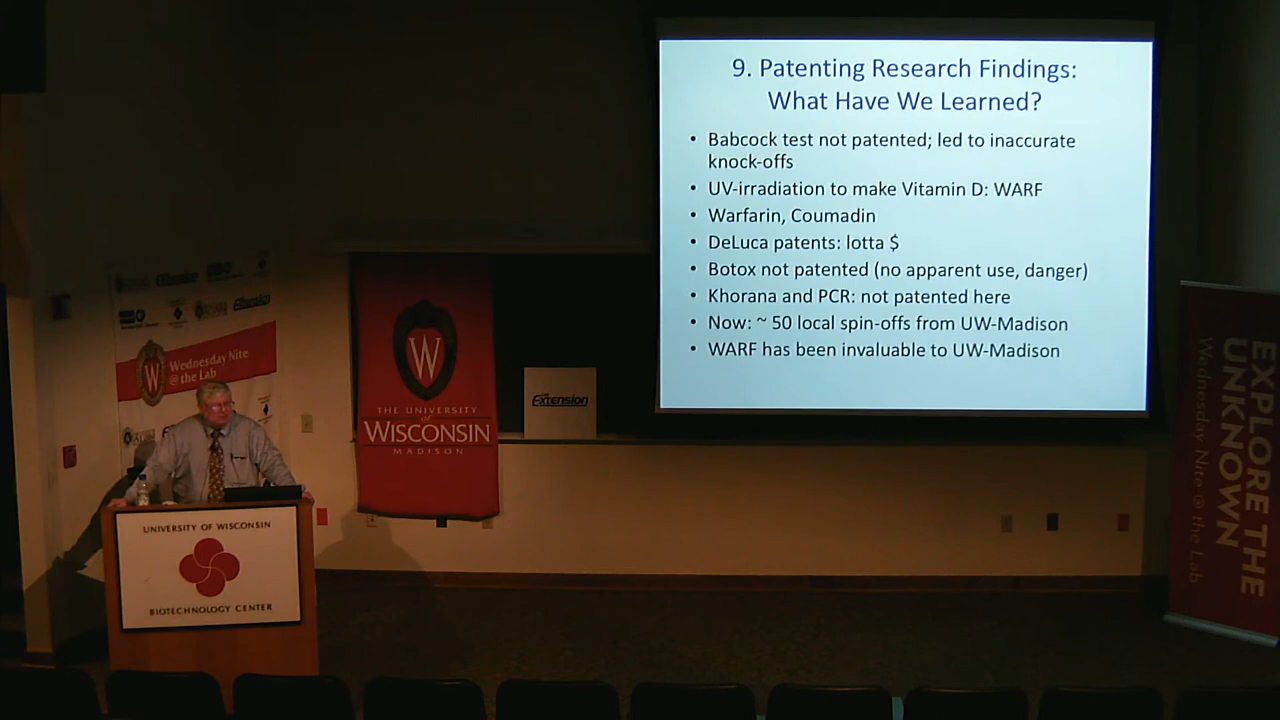 9. Patenting Research Findings:
What Have We Learned?
• Babcock test not patented; led to inaccurate
knock-offs
• UV-irradiation to make Vitamin D: WARF
• Warfarin, Coumadin
• DeLuca patents: lotta $
• Botox not patented (no apparent use, danger)
• Khorana and PCR: not patented here
• Now: ~ 50 local spin-offs from UW-Madison
• WARF has been invaluable to UW-Madison
Wednesday Nite
@ the Lab
W
THE UNIVERSITY
of
WISCONSIN
MADISON
Extension
UNIVERSITY OF WISCONSIN
BIOTECHNOLOGY CENTER
EXPLORE THE
UNKNOWN
Wednesday Nite @ the Lab